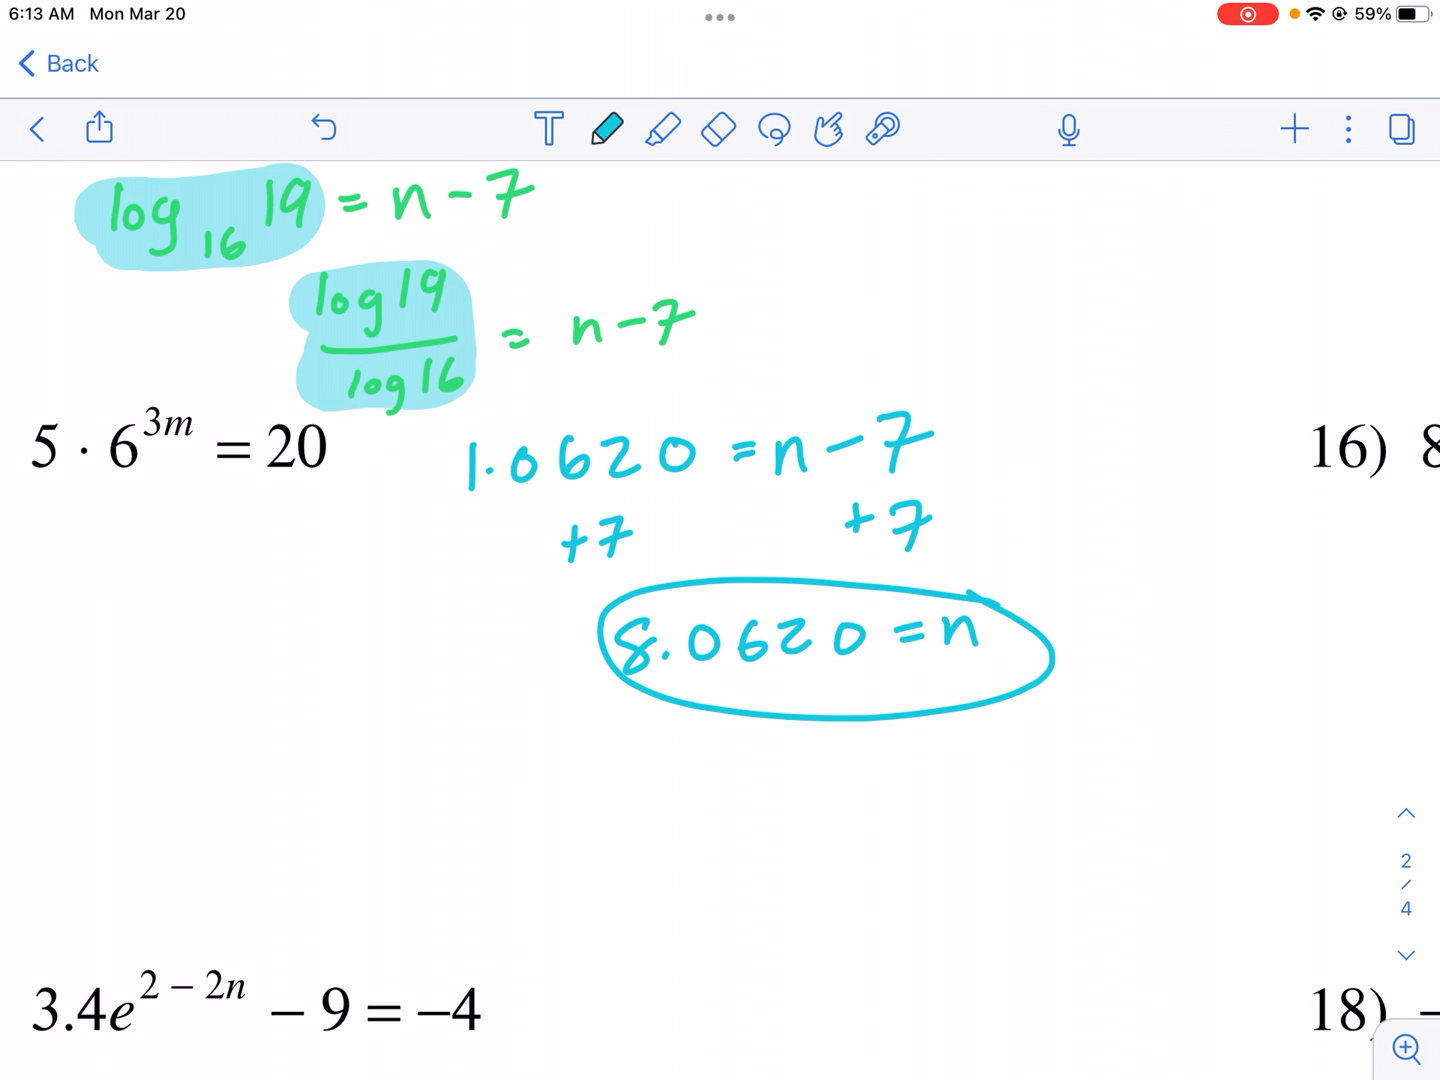 6:13 AM Mon Mar 20
59%
Back
log₁₆ 19 = n - 7
log 19 / log 16 = n - 7
5 · 6^{3m} = 20
1.0620 = n - 7
16) 8
+7 +7
8.0620 = n
2
/
4
3.4e^{2 - 2n} - 9 = -4
18) -